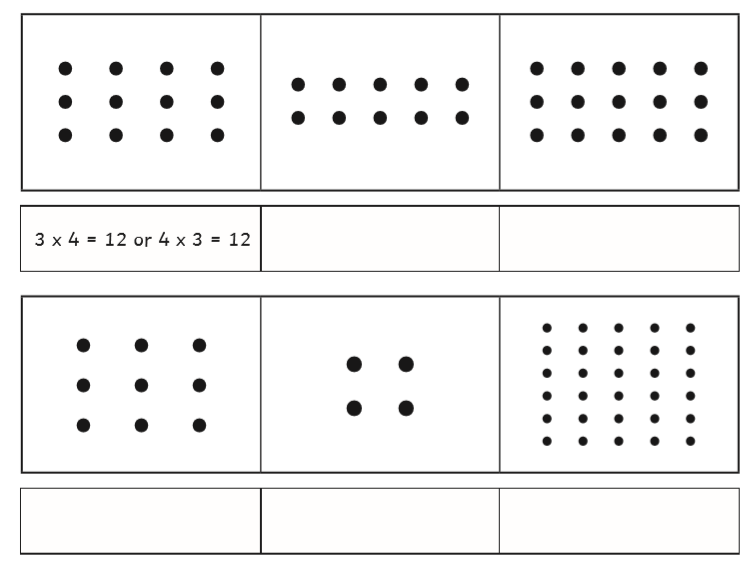 3 x 4 = 12 or 4 x 3 = 12